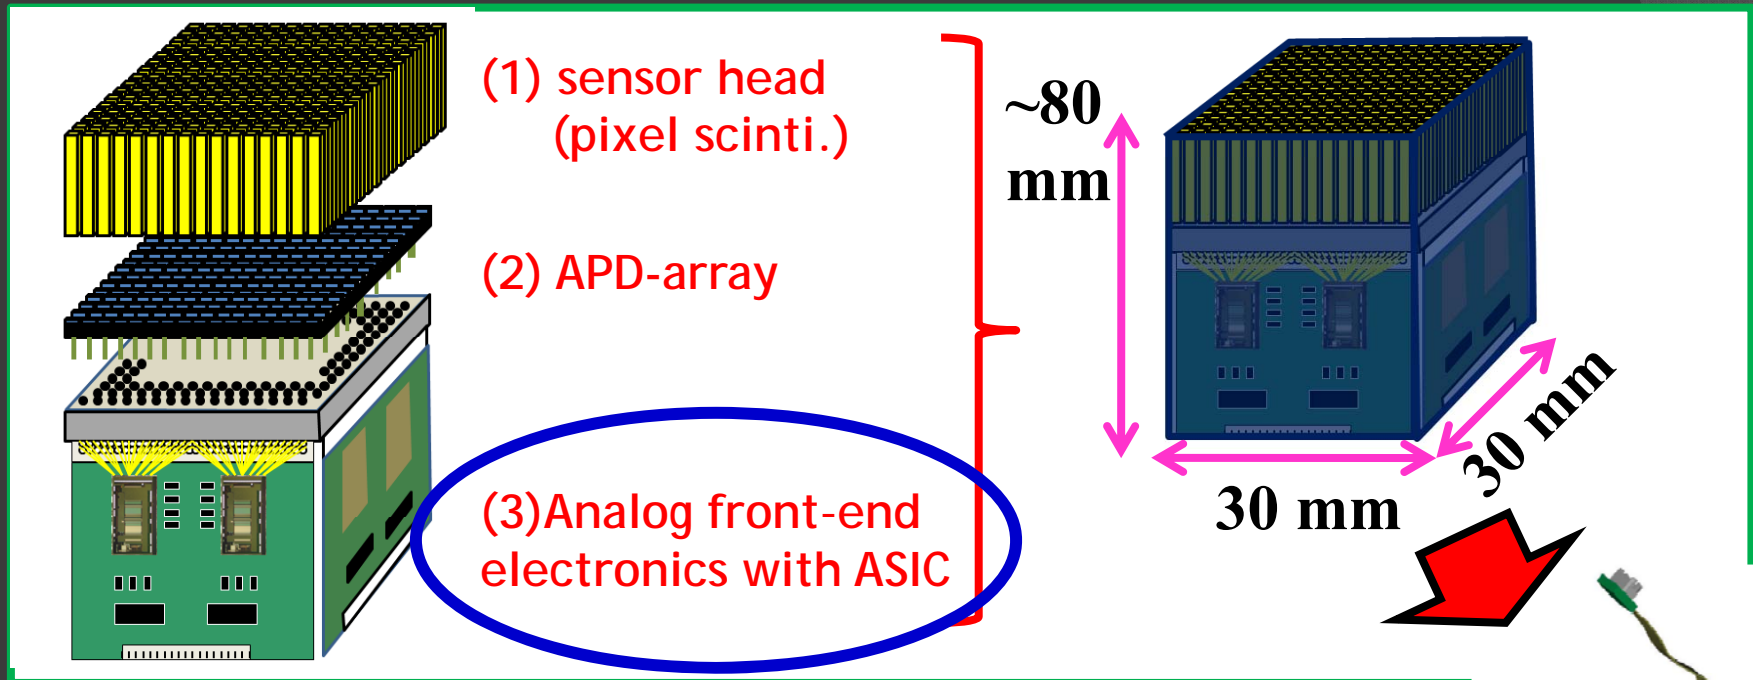 (1) sensor head
(pixel scinti.)
(2) APD-array
(3)Analog front-end
electronics with ASIC
~80
mm
30 mm
30 mm